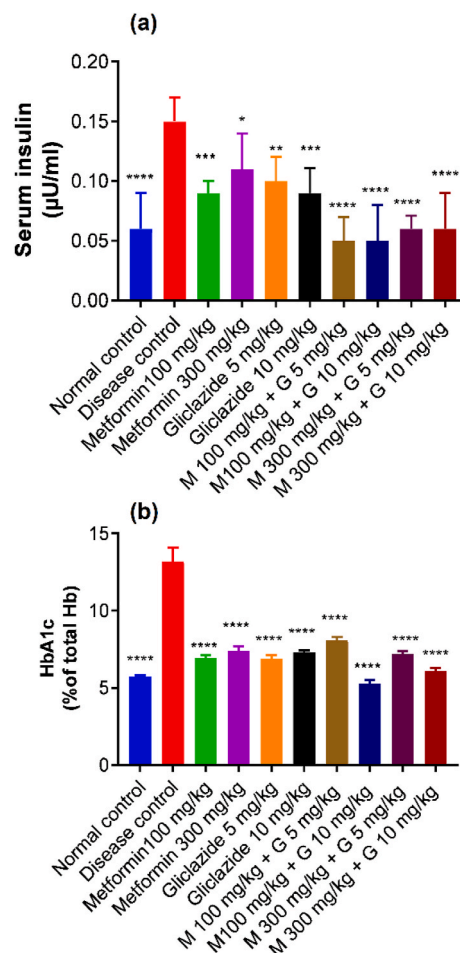 (a)
Serum insulin
(µU/ml)
0.20
0.15
0.10
0.05
0.00
****
***
*
**
***
****
****
****
****
Normal control
Disease control
Metformin100 mg/kg
Metformin 300 mg/kg
Gliclazide 5 mg/kg
Gliclazide 10 mg/kg
M 100 mg/kg + G 5 mg/kg
M100 mg/kg + G 10 mg/kg
M 300 mg/kg + G 5 mg/kg
M 300 mg/kg + G 10 mg/kg
(b)
HbA1c
(%of total Hb)
15
10
5
0
****
****
****
****
****
****
****
****
****
Normal control
Disease control
Metformin100 mg/kg
Metformin 300 mg/kg
Gliclazide 5 mg/kg
Gliclazide 10 mg/kg
M 100 mg/kg + G 5 mg/kg
M100 mg/kg + G 10 mg/kg
M 300 mg/kg + G 5 mg/kg
M 300 mg/kg + G 10 mg/kg